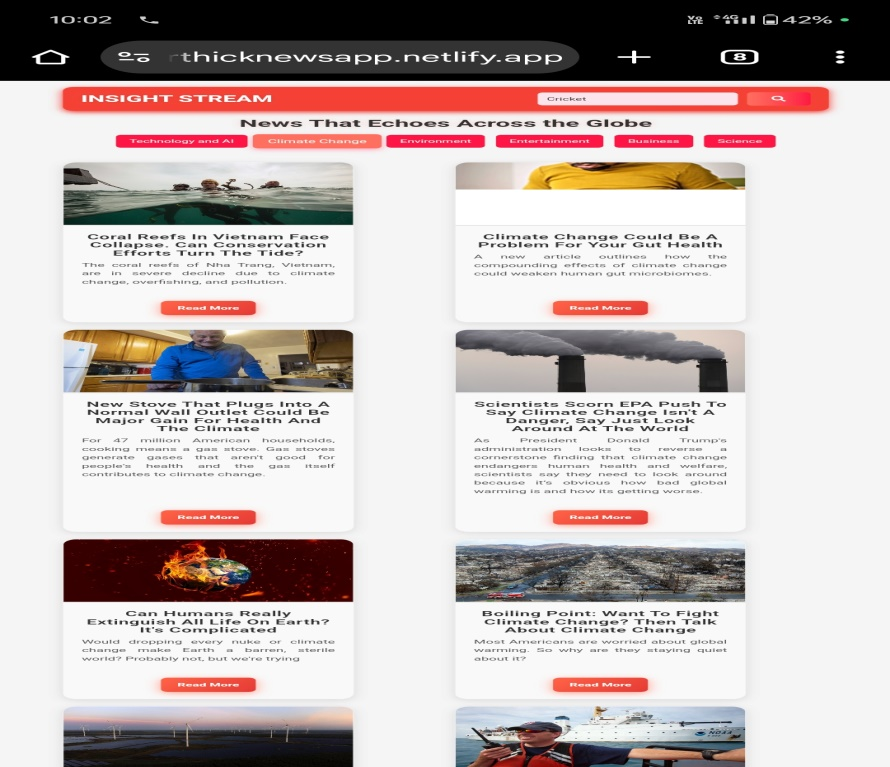 10:02
Vo LTE 4G 42%
thicknewsapp.netlify.app
8
INSIGHT STREAM
Cricket
News That Echoes Across the Globe
Technology and AI
Climate Change
Environment
Entertainment
Business
Science
Coral Reefs In Vietnam Face
Collapse. Can Conservation
Efforts Turn The Tide?
The coral reefs of Nha Trang, Vietnam,
are in severe decline due to climate
change, overfishing, and pollution.
Read More
Climate Change Could Be A
Problem For Your Gut Health
A new article outlines how the
compounding effects of climate change
could weaken human gut microbiomes.
Read More
New Stove That Plugs Into A
Normal Wall Outlet Could Be
Major Gain For Health And
The Climate
For 47 million American households,
cooking means a gas stove. Gas stoves
generate gases that aren't good for
people's health and the gas itself
contributes to climate change.
Read More
Scientists Scorn EPA Push To
Say Climate Change Isn't A
Danger, Say Just Look
Around At The World
As President Donald Trump's
administration looks to reverse a
cornerstone finding that climate change
endangers human health and welfare,
scientists say they need to look around
because it's obvious how bad global
warming is and how its getting worse.
Read More
Can Humans Really
Extinguish All Life On Earth?
It's Complicated
Would dropping every nuke or climate
change make Earth a barren, sterile
world? Probably not, but we're trying
Read More
Boiling Point: Want To Fight
Climate Change? Then Talk
About Climate Change
Most Americans are worried about global
warming. So why are they staying quiet
about it?
Read More